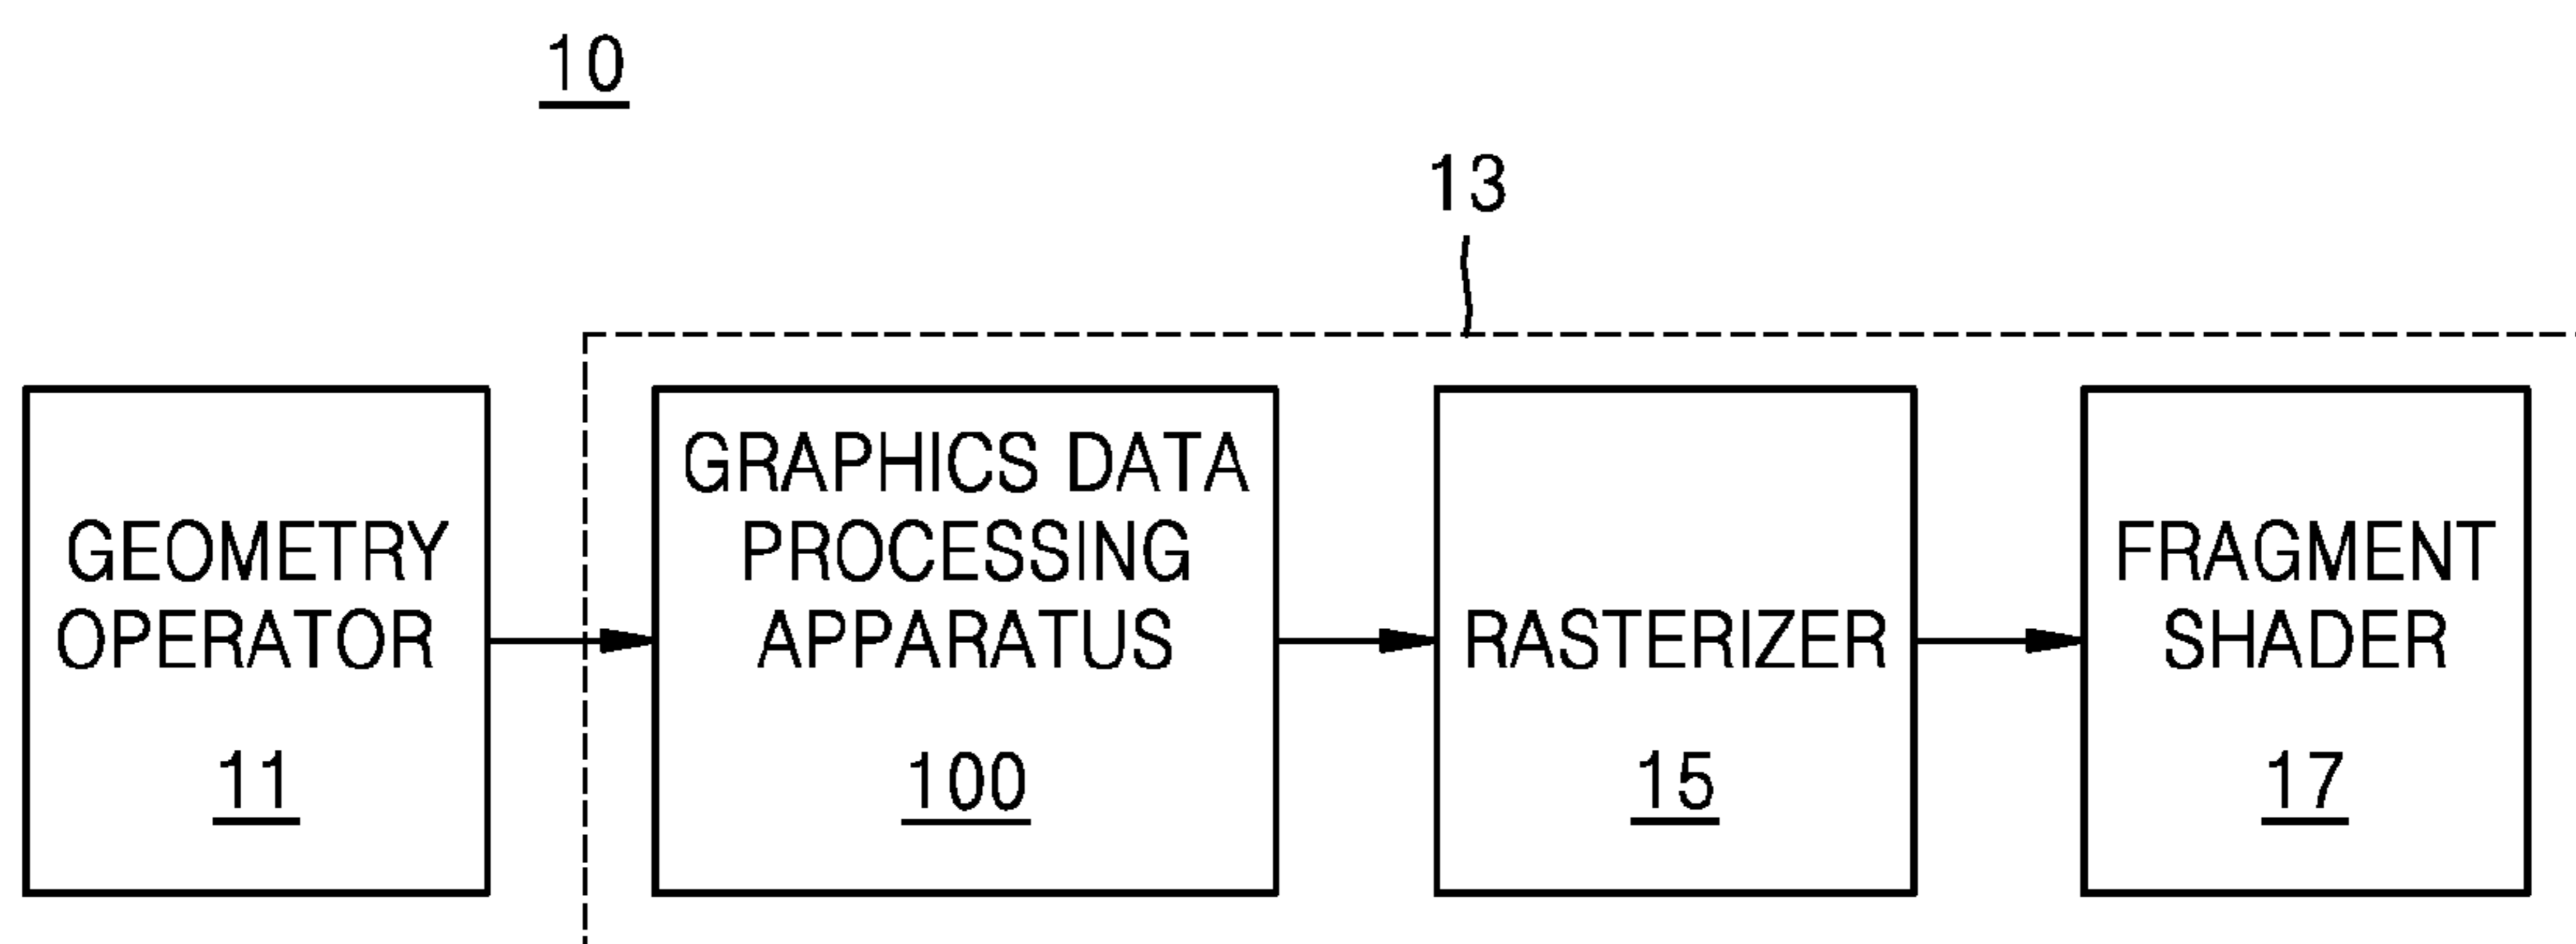 10
13
GEOMETRY
OPERATOR
11
GRAPHICS DATA
PROCESSING
APPARATUS
100
RASTERIZER
15
FRAGMENT
SHADER
17